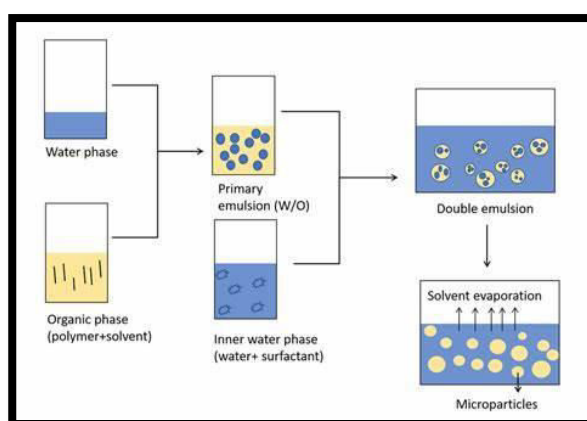 Water phase
Organic phase
(polymer+solvent)
Primary
emulsion (W/O)
Inner water phase
(water+ surfactant)
Double emulsion
Solvent evaporation
Microparticles